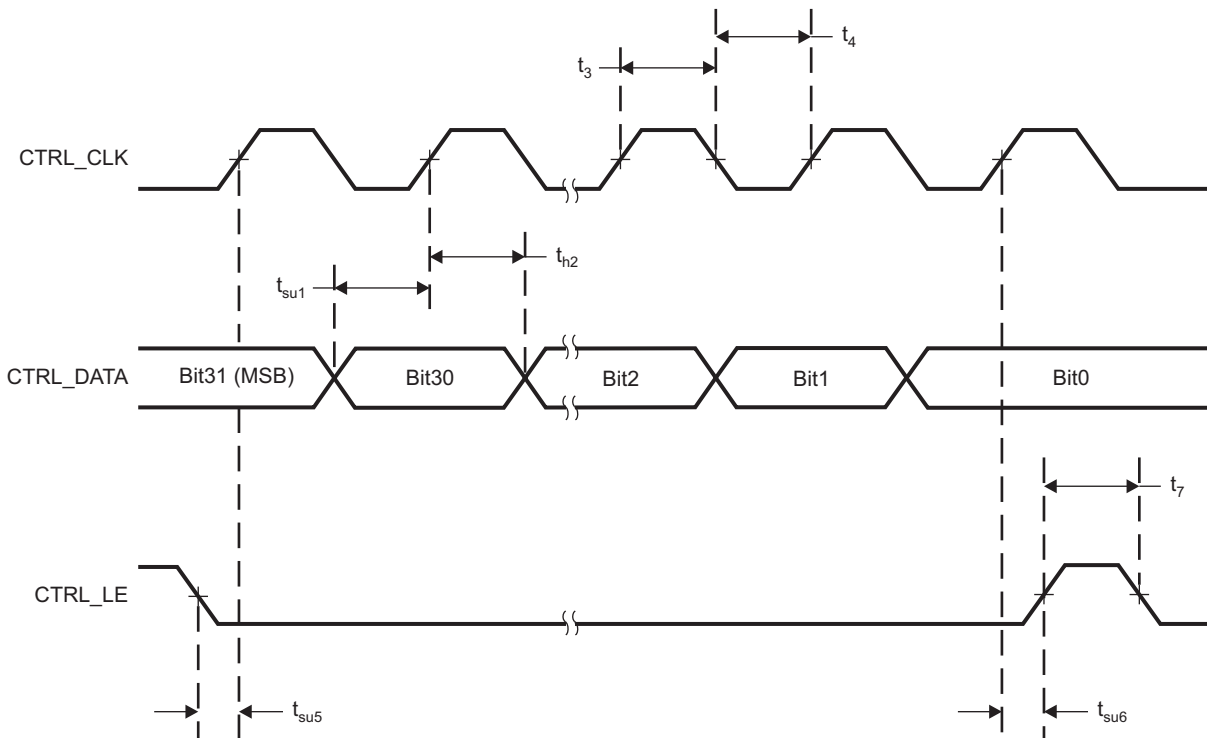 t4
t3
CTRL_CLK
th2
tsu1
CTRL_DATA
Bit31 (MSB)
Bit30
Bit2
Bit1
Bit0
t7
CTRL_LE
tsu5
tsu6